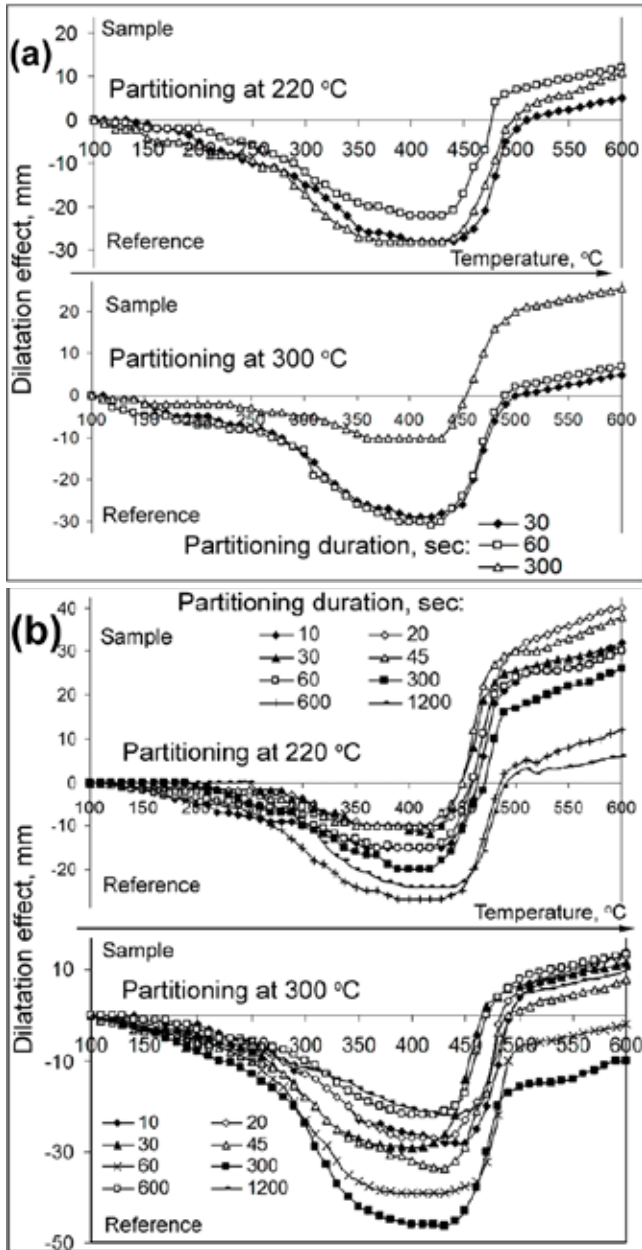 (a)
Sample
Partitioning at 220 °C
20
10
0
-10
-20
-30
100 150 200 250 300 350 400 450 500 550 600
Reference
Temperature, °C
Dilatation effect, mm
Sample
Partitioning at 300 °C
20
10
0
-10
-20
-30
100 150 200 250 300 350 400 450 500 550 600
Reference
Partitioning duration, sec:
30
60
300
(b)
Partitioning duration, sec:
Sample
10 20
30 45
60 300
600 1200
Partitioning at 220 °C
40
30
20
10
0
-10
-20
100 150 200 250 300 350 400 450 500 550 600
Reference
Temperature, °C
Dilatation effect, mm
Sample
Partitioning at 300 °C
10
-10
-30
-50
100 150 200 250 300 350 400 450 500 550 600
10 20
30 45
60 300
600 1200
Reference